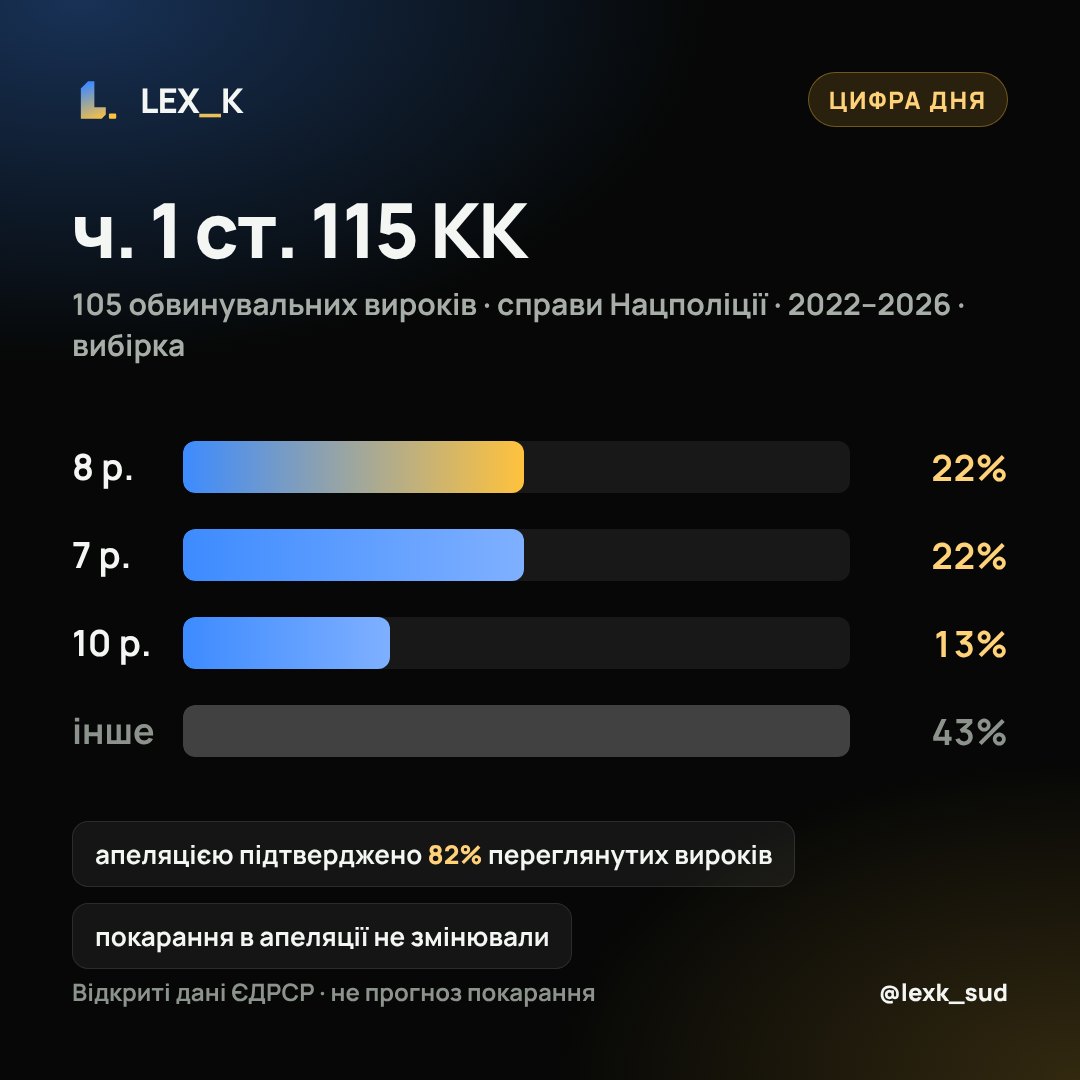 LEX_K
ЦИФРА ДНЯ
ч. 1 ст. 115 КК
105 обвинувальних вироків · справи Нацполіції · 2022–2026 ·
вибірка
8 р. 22%
7 р. 22%
10 р. 13%
інше 43%
апеляцією підтверджено 82% переглянутих вироків
покарання в апеляції не змінювали
Відкриті дані ЄДРСР · не прогноз покарання
@lexk_sud